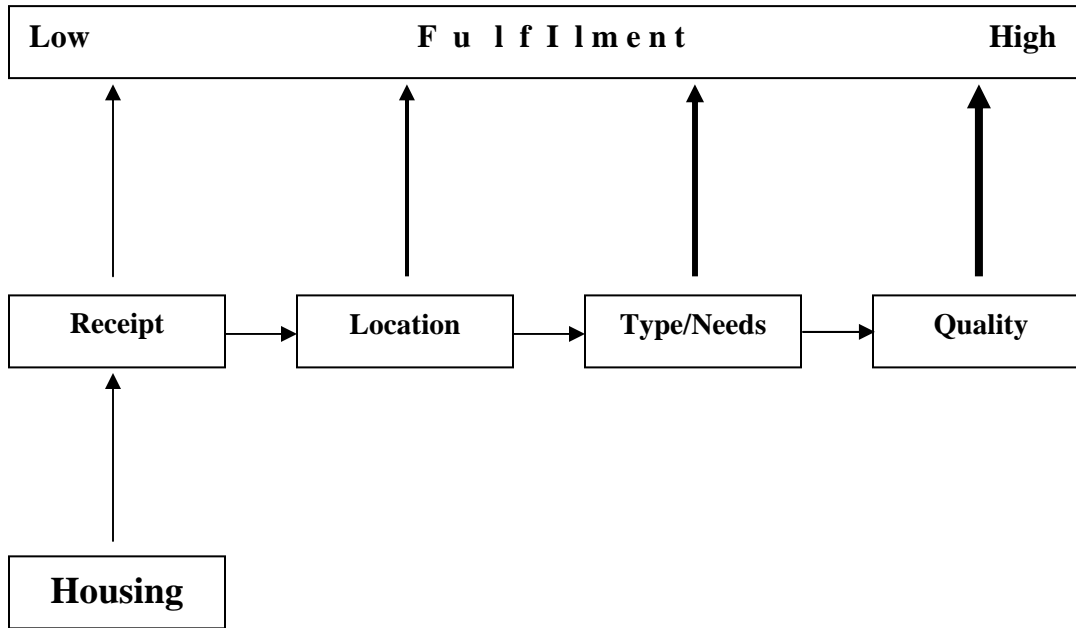 Low F u l f I l m e n t High
Receipt Location Type/Needs Quality
Housing